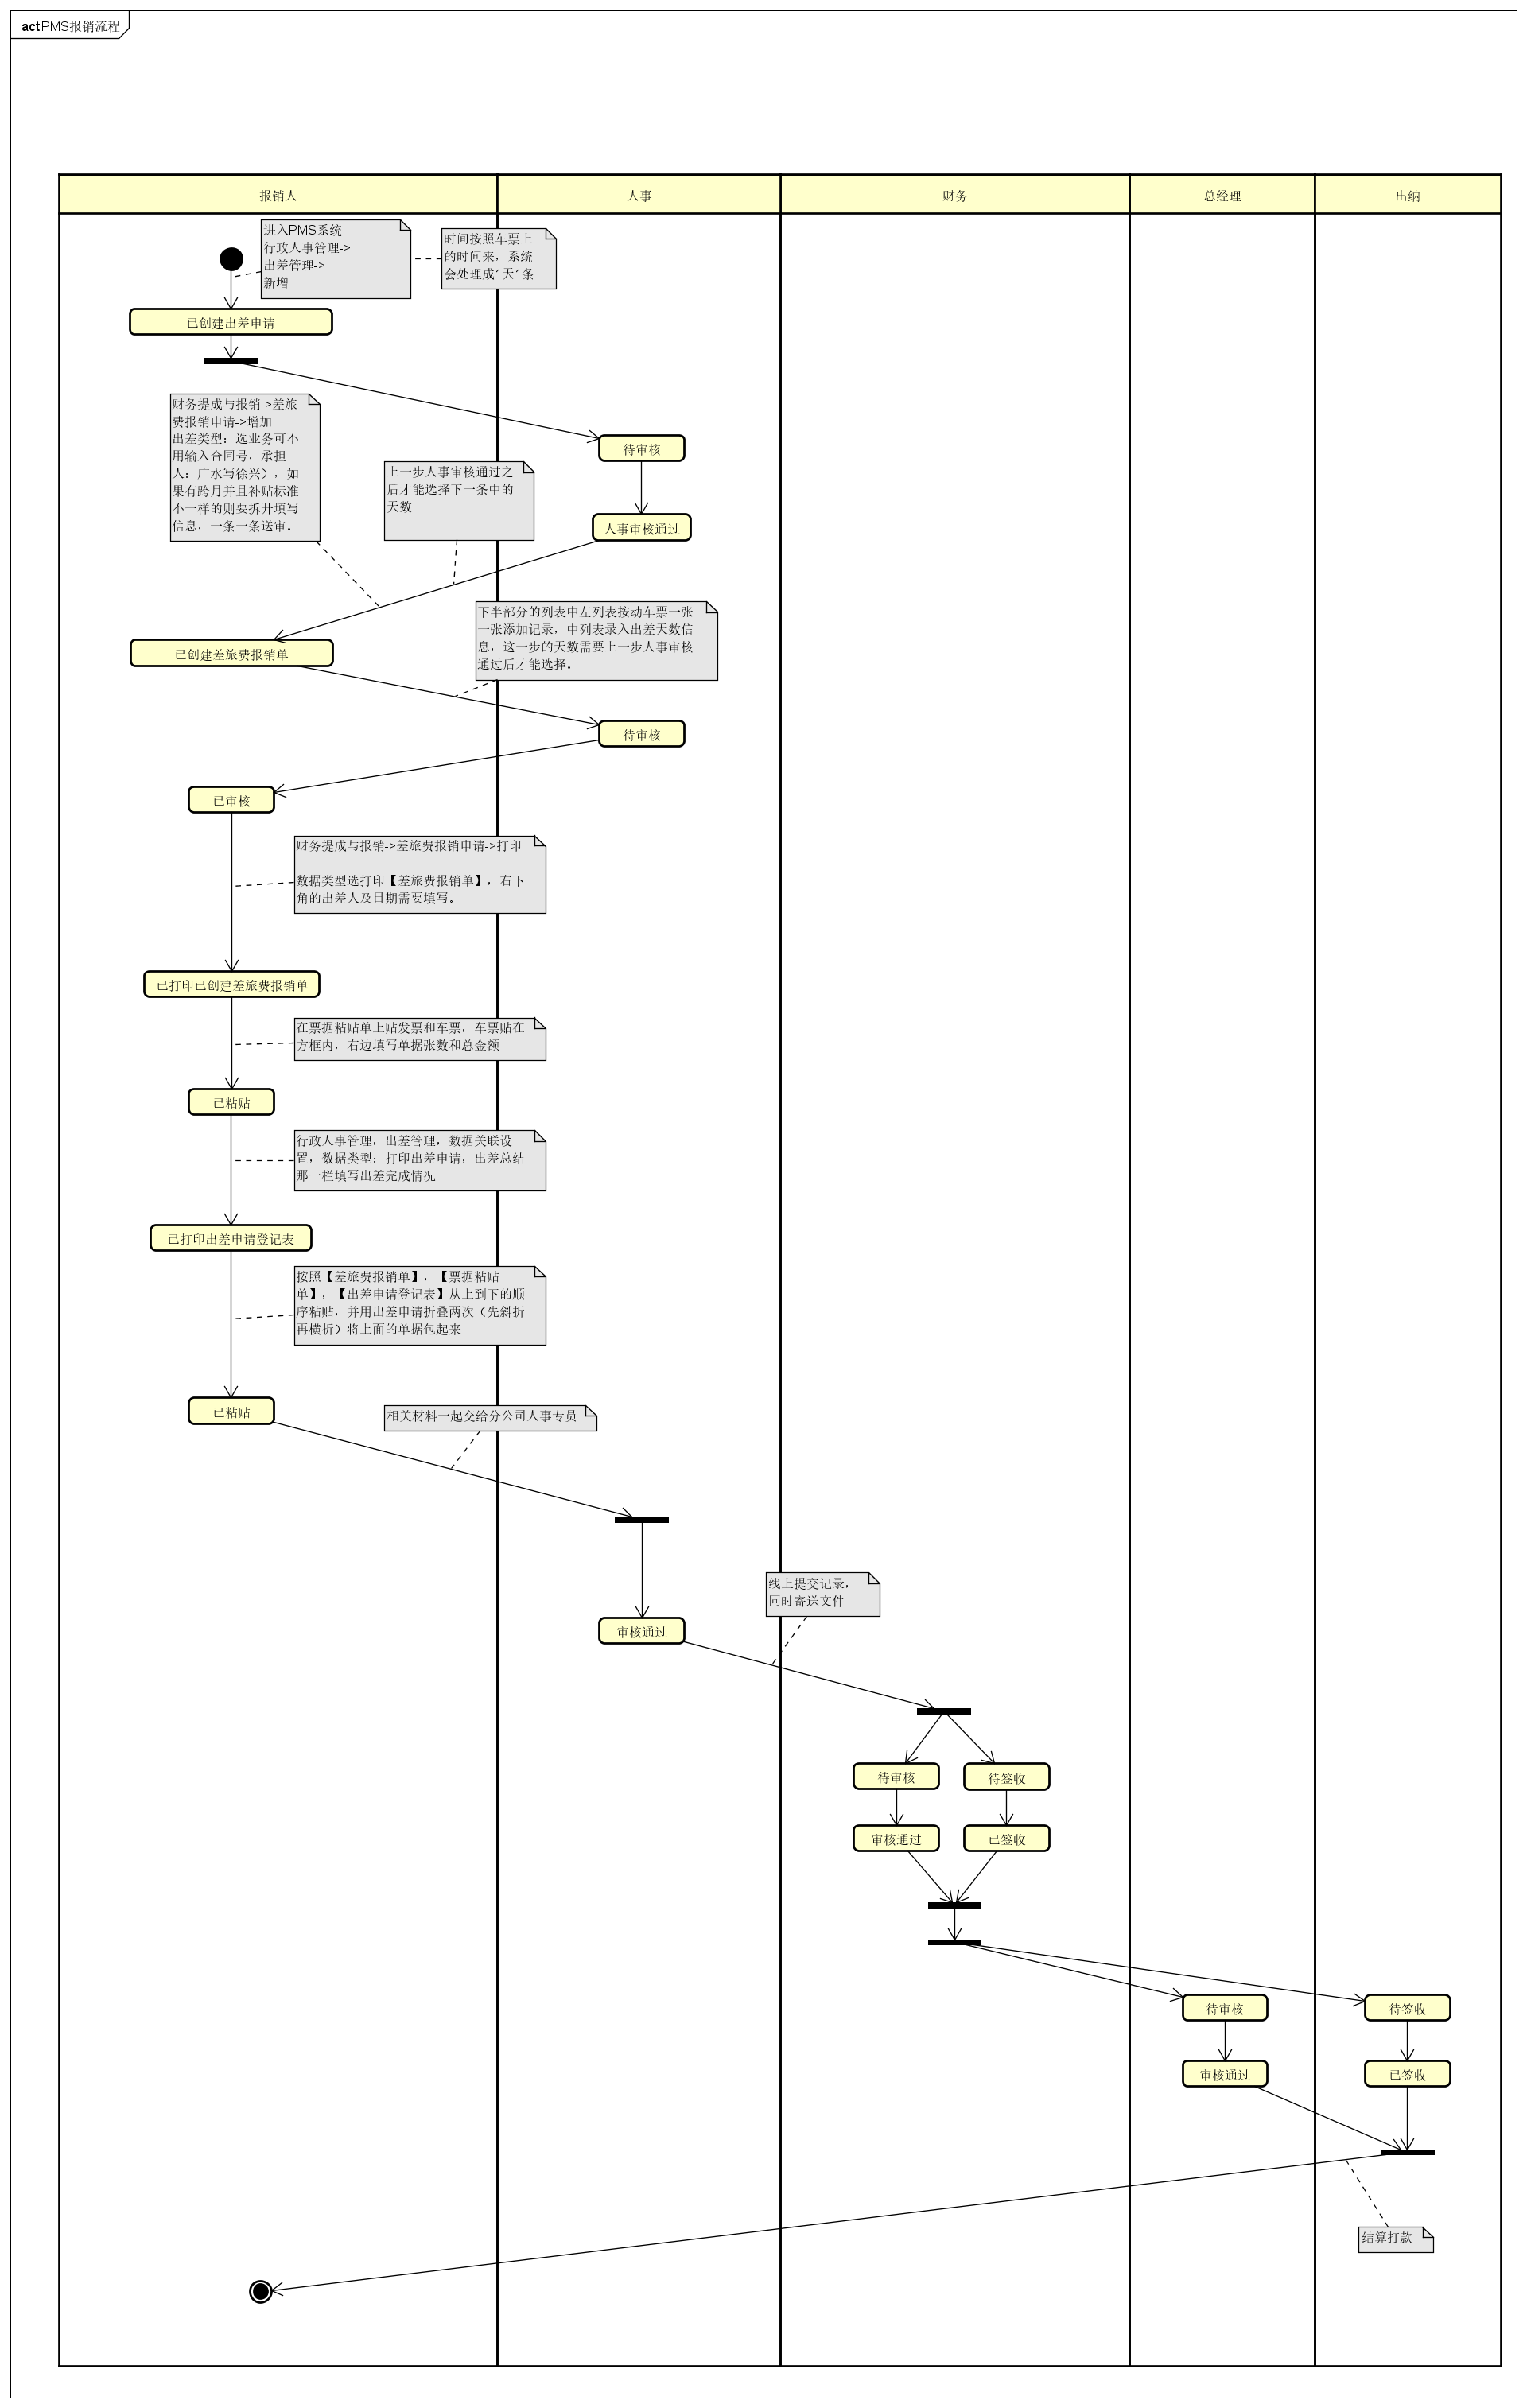 actPMS报销流程
报销人
人事
财务
总经理
出纳
进入PMS系统
行政人事管理->
出差管理->
新增
时间按照车票上
的时间来，系统
会处理成1天1条
已创建出差申请
财务提成与报销->差旅
费报销申请->增加
出差类型：选业务可不
用输入合同号，承担
人：广水写徐兴），如
果有跨月并且补贴标准
不一样的则要拆开填写
信息，一条一条送审。
待审核
上一步人事审核通过之
后才能选择下一条中的
天数
人事审核通过
下半部分的列表中左列表按动车票一张
一张添加记录，中列表录入出差天数信
息，这一步的天数需要上一步人事审核
通过后才能选择。
已创建差旅费报销单
待审核
已审核
财务提成与报销->差旅费报销申请->打印
数据类型选打印【差旅费报销单】，右下
角的出差人及日期需要填写。
已打印已创建差旅费报销单
在票据粘贴单上贴发票和车票，车票贴在
方框内，右边填写单据张数和总金额
已粘贴
行政人事管理，出差管理，数据关联设
置，数据类型：打印出差申请，出差总结
那一栏填写出差完成情况
已打印出差申请登记表
按照【差旅费报销单】，【票据粘贴
单】，【出差申请登记表】从上到下的顺
序粘贴，并用出差申请折叠两次（先斜折
再横折）将上面的单据包起来
已粘贴
相关材料一起交给分公司人事专员
线上提交记录，
同时寄送文件
审核通过
待审核
待签收
审核通过
已签收
待审核
待签收
审核通过
已签收
结算打款